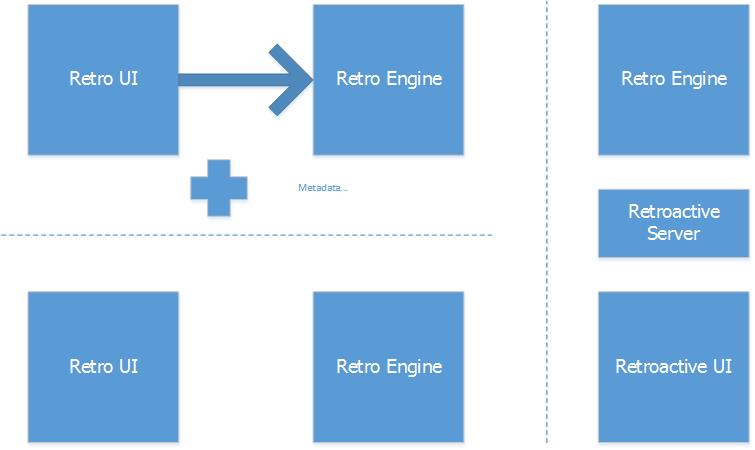 Retro UI
Retro Engine
Retro Engine
Metadata...
Retroactive
Server
Retro UI
Retro Engine
Retroactive UI